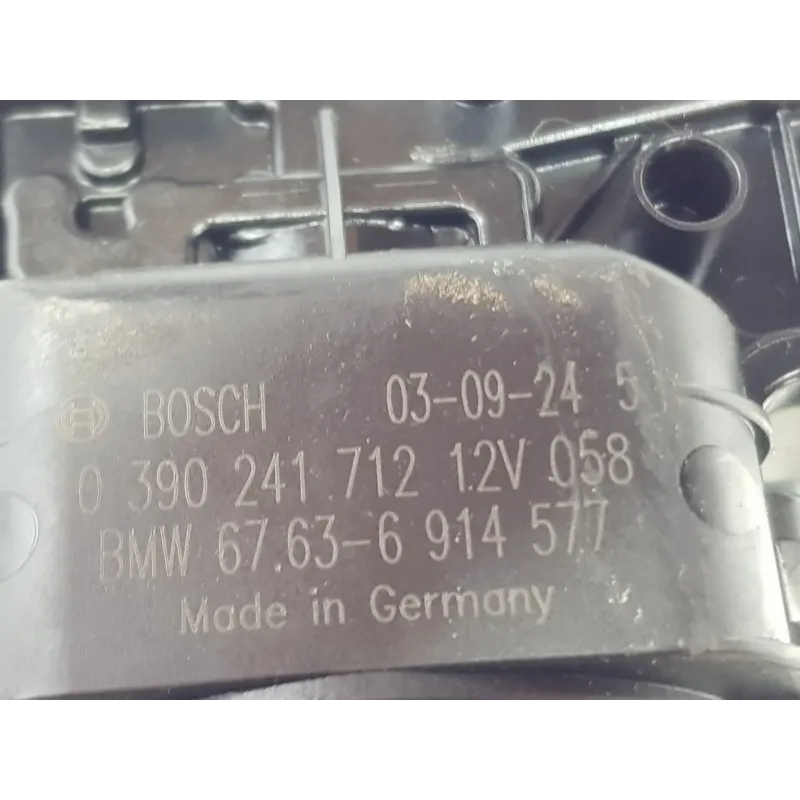 BOSCH 03-09-24 5
0 390 241 712 12V 058
BMW 67.63-6 914 577
Made in Germany